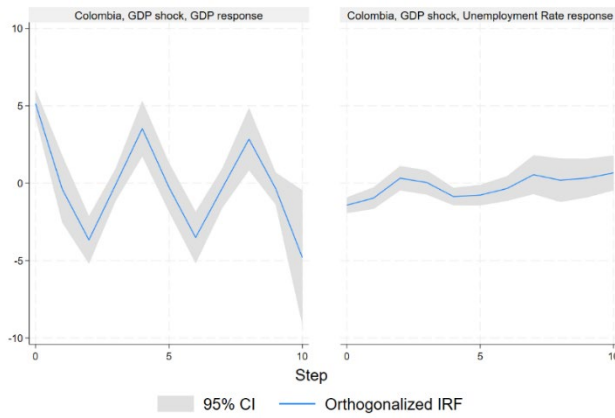 Colombia, GDP shock, GDP response
Colombia, GDP shock, Unemployment Rate response
10
5
0
-5
-10
0
5
10
0
5
10
Step
95% CI
Orthogonalized IRF